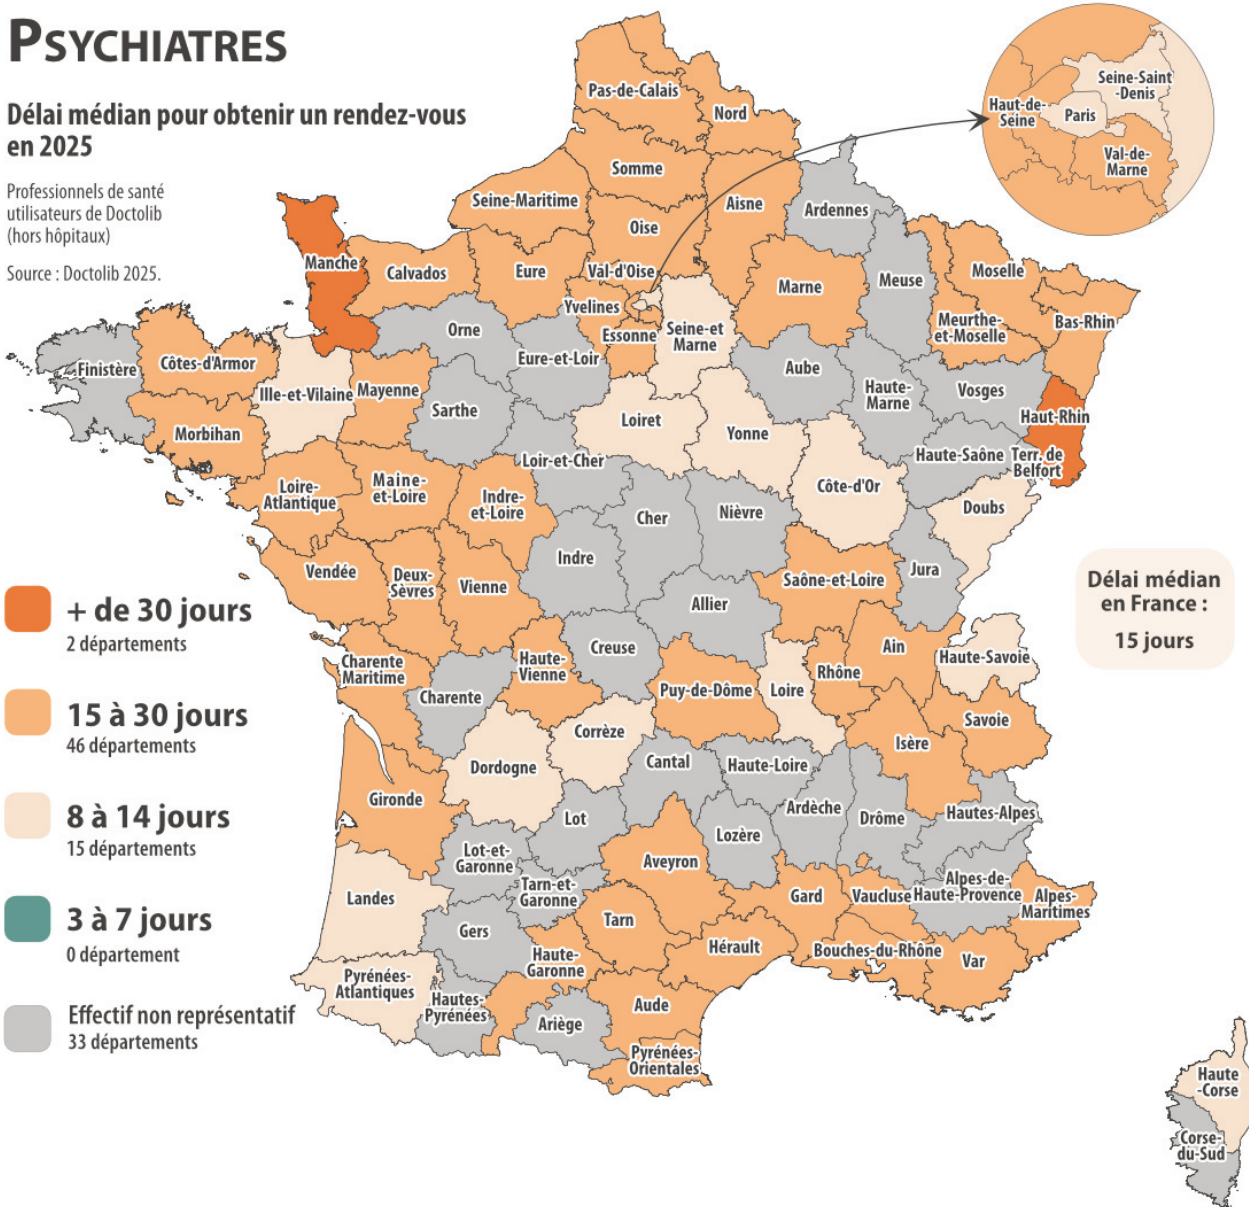 PSYCHIATRES
Délai médian pour obtenir un rendez-vous
en 2025
Professionnels de santé
utilisateurs de Doctolib
(hors hôpitaux)
Source : Doctolib 2025.
Pas-de-Calais
Nord
Somme
Seine-Maritime
Aisne
Oise
Ardennes
Manche
Calvados
Eure
Val-d'Oise
Marne
Meuse
Moselle
Yvelines
Essonne
Seine-et
Marne
Meurthe-
et-Moselle
Bas-Rhin
Orne
Eure-et-Loir
Aube
Haute-
Marne
Vosges
Finistère
Côtes-d'Armor
Ille-et-Vilaine
Mayenne
Sarthe
Loiret
Yonne
Haut-Rhin
Morbihan
Loir-et-Cher
Haute-Saône
Terr. de
Belfort
Loire-
Atlantique
Maine-
et-Loire
Indre-
et-Loire
Cher
Nièvre
Côte-d'Or
Doubs
Indre
Jura
Vendée
Deux-
Sèvres
Vienne
Saône-et-Loire
Allier
Creuse
Charente
Maritime
Charente
Haute-
Vienne
Puy-de-Dôme
Loire
Rhône
Ain
Haute-Savoie
Savoie
Isère
Corrèze
Dordogne
Gironde
Cantal
Haute-Loire
Ardèche
Drôme
Hautes-Alpes
Lot
Lozère
Lot-et-
Garonne
Aveyron
Tarn-et-
Garonne
Landes
Gers
Tarn
Gard
Vaucluse
Alpes-de-
Haute-Provence
Alpes-
Maritimes
Hérault
Bouches-du-Rhône
Var
Haute-
Garonne
Pyrénées-
Atlantiques
Hautes-
Pyrénées
Ariège
Aude
Pyrénées-
Orientales
Haute
-Corse
Corse-
du-Sud
Haut-de-
Seine
Paris
Seine-Saint
-Denis
Val-de-
Marne
+ de 30 jours
2 départements
15 à 30 jours
46 départements
8 à 14 jours
15 départements
3 à 7 jours
0 département
Effectif non représentatif
33 départements
Délai médian
en France :
15 jours